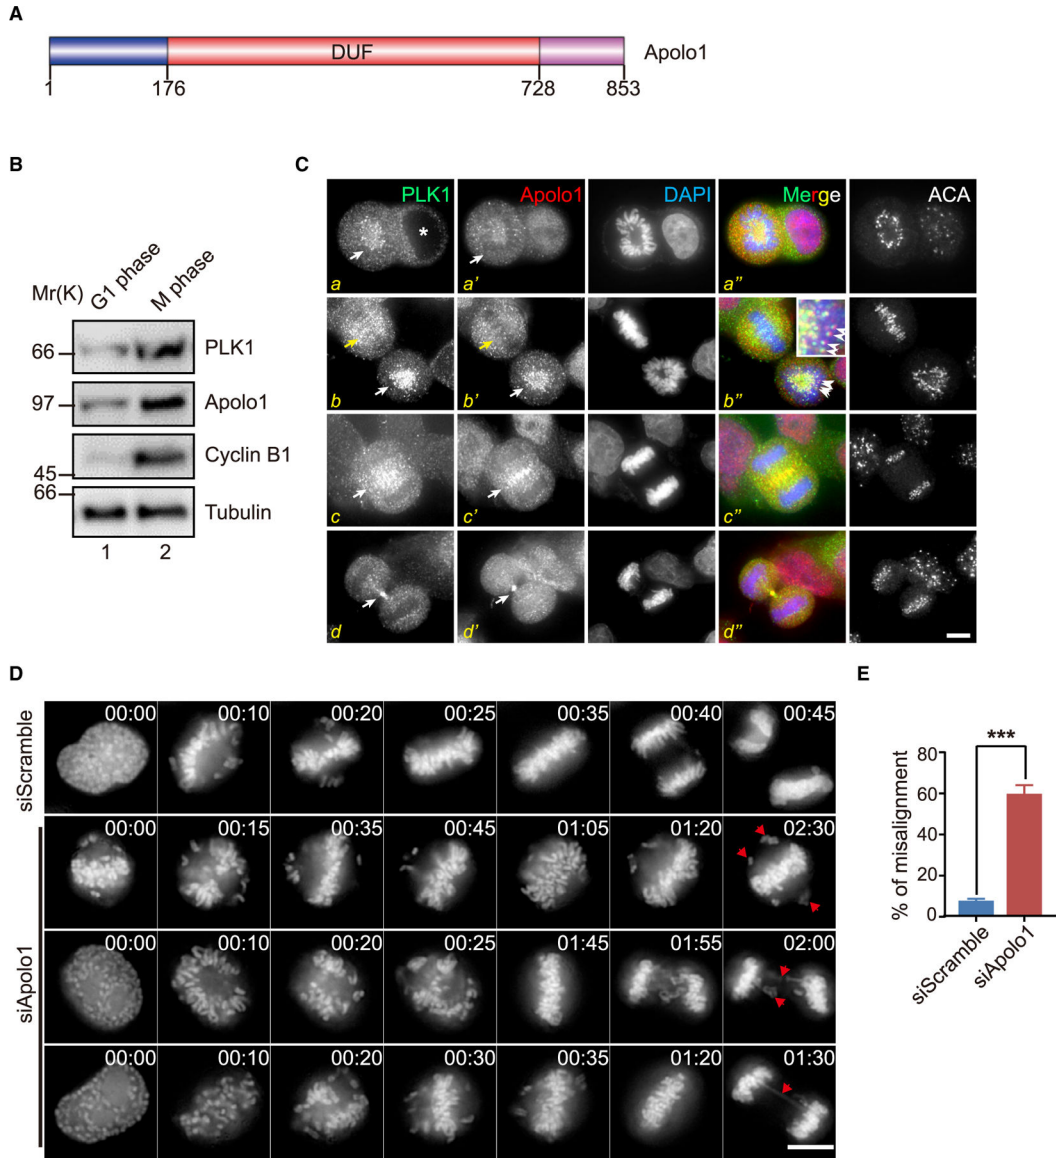 A
DUF
Apolo1
1 176 728 853
B
Mr(K) G1 phase M phase
66 PLK1
97 Apolo1
Cyclin B1
45
66
Tubulin
1 2
C
PLK1 Apolo1 DAPI Merge ACA
*
a a' a"
b b' b"
c c' c"
d d' d"
D
siScramble
00:00 00:10 00:20 00:25 00:35 00:40 00:45
siApolo1
00:00 00:15 00:35 00:45 01:05 01:20 02:30
00:00 00:10 00:20 00:25 01:45 01:55 02:00
00:00 00:10 00:20 00:30 00:35 01:20 01:30
E
***
% of misalignment
80
60
40
20
0
siScramble
siApolo1